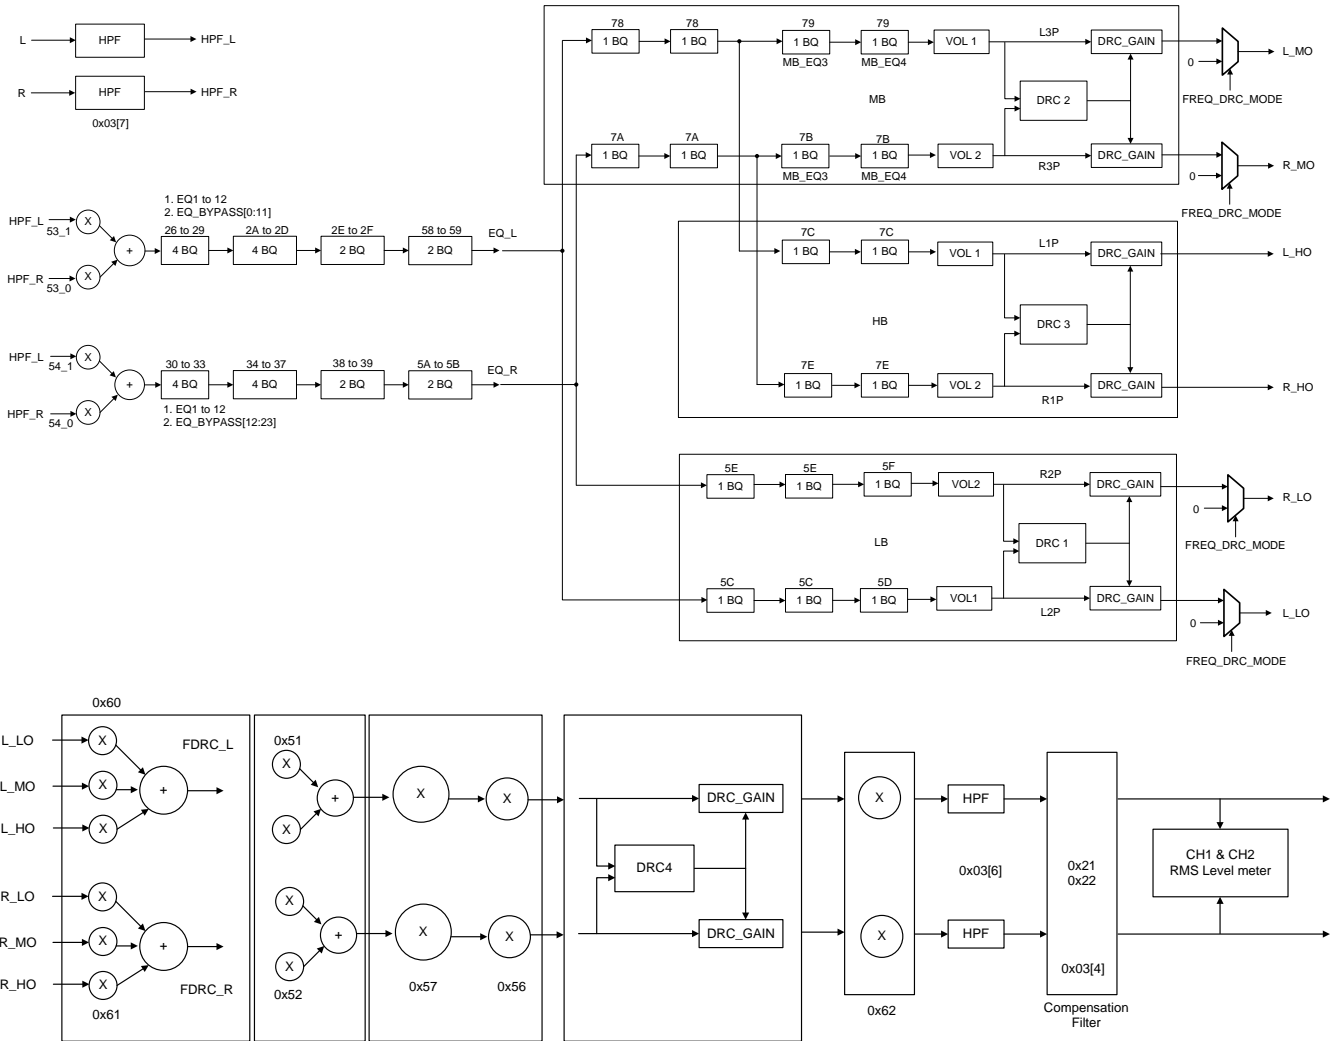 L
HPF
HPF_L
R
HPF
HPF_R
0x03[7]
78
78
79
79
1 BQ
1 BQ
1 BQ
1 BQ
VOL 1
L3P
DRC_GAIN
MB_EQ3
MB_EQ4
0
L_MO
MB
DRC 2
FREQ_DRC_MODE
7A
7A
7B
7B
1 BQ
1 BQ
1 BQ
1 BQ
VOL 2
R3P
DRC_GAIN
MB_EQ3
MB_EQ4
0
R_MO
FREQ_DRC_MODE
1. EQ1 to 12
2. EQ_BYPASS[0:11]
HPF_L
53_1
X
+
HPF_R
53_0
X
26 to 29
2A to 2D
2E to 2F
58 to 59
4 BQ
4 BQ
2 BQ
2 BQ
EQ_L
7C
7C
1 BQ
1 BQ
VOL 1
L1P
DRC_GAIN
L_HO
HB
DRC 3
7E
7E
1 BQ
1 BQ
VOL 2
R1P
DRC_GAIN
R_HO
HPF_L
54_1
X
+
HPF_R
54_0
X
30 to 33
34 to 37
38 to 39
5A to 5B
4 BQ
4 BQ
2 BQ
2 BQ
EQ_R
1. EQ1 to 12
2. EQ_BYPASS[12:23]
5E
5E
5F
1 BQ
1 BQ
1 BQ
VOL2
R2P
DRC_GAIN
0
R_LO
FREQ_DRC_MODE
LB
DRC 1
5C
5C
5D
1 BQ
1 BQ
1 BQ
VOL1
L2P
DRC_GAIN
0
L_LO
FREQ_DRC_MODE
0x60
L_LO
X
FDRC_L
L_MO
X
+
L_HO
X
R_LO
X
R_MO
X
+
R_HO
X
FDRC_R
0x61
0x51
X
+
X
X
+
X
0x52
X
X
X
X
0x57
0x56
DRC_GAIN
DRC4
DRC_GAIN
X
X
0x62
HPF
0x03[6]
HPF
0x21
0x22
0x03[4]
Compensation
Filter
CH1 & CH2
RMS Level meter